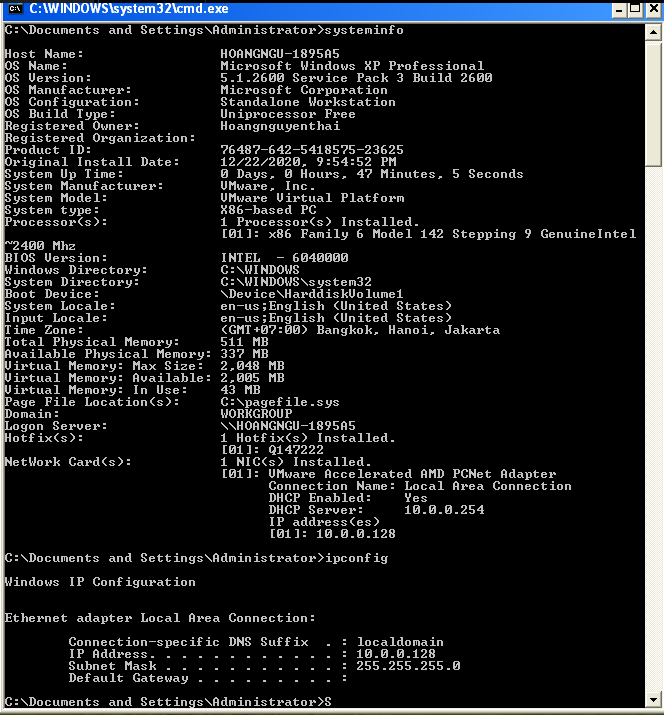 C:\WINDOWS\system32\cmd.exe
C:\Documents and Settings\Administrator>systeminfo
Host Name:                 HOANGNGU-1895A5
OS Name:                   Microsoft Windows XP Professional
OS Version:                5.1.2600 Service Pack 3 Build 2600
OS Manufacturer:           Microsoft Corporation
OS Configuration:          Standalone Workstation
OS Build Type:             Uniprocessor Free
Registered Owner:          Hoangnguyenthai
Registered Organization:
Product ID:                76487-642-5418575-23625
Original Install Date:     12/22/2020, 9:54:52 PM
System Up Time:            0 Days, 0 Hours, 47 Minutes, 5 Seconds
System Manufacturer:       VMware, Inc.
System Model:              VMware Virtual Platform
System type:               X86-based PC
Processor(s):              1 Processor(s) Installed.
                           [01]: x86 Family 6 Model 142 Stepping 9 GenuineIntel
~2400 Mhz
BIOS Version:              INTEL  - 6040000
Windows Directory:         C:\WINDOWS
System Directory:          C:\WINDOWS\system32
Boot Device:               \Device\HarddiskVolume1
System Locale:             en-us;English (United States)
Input Locale:              en-us;English (United States)
Time Zone:                 (GMT+07:00) Bangkok, Hanoi, Jakarta
Total Physical Memory:     511 MB
Available Physical Memory: 337 MB
Virtual Memory: Max Size:  2,048 MB
Virtual Memory: Available: 2,005 MB
Virtual Memory: In Use:    43 MB
Page File Location(s):     C:\pagefile.sys
Domain:                    WORKGROUP
Logon Server:              \\HOANGNGU-1895A5
Hotfix(s):                 1 Hotfix(s) Installed.
                           [01]: Q147222
NetWork Card(s):           1 NIC(s) Installed.
                           [01]: VMware Accelerated AMD PCNet Adapter
                                 Connection Name: Local Area Connection
                                 DHCP Enabled:    Yes
                                 DHCP Server:     10.0.0.254
                                 IP address(es)
                                 [01]: 10.0.0.128
C:\Documents and Settings\Administrator>ipconfig
Windows IP Configuration
Ethernet adapter Local Area Connection:
        Connection-specific DNS Suffix  . : localdomain
        IP Address. . . . . . . . . . . . : 10.0.0.128
        Subnet Mask . . . . . . . . . . . : 255.255.255.0
        Default Gateway . . . . . . . . . :
C:\Documents and Settings\Administrator>S